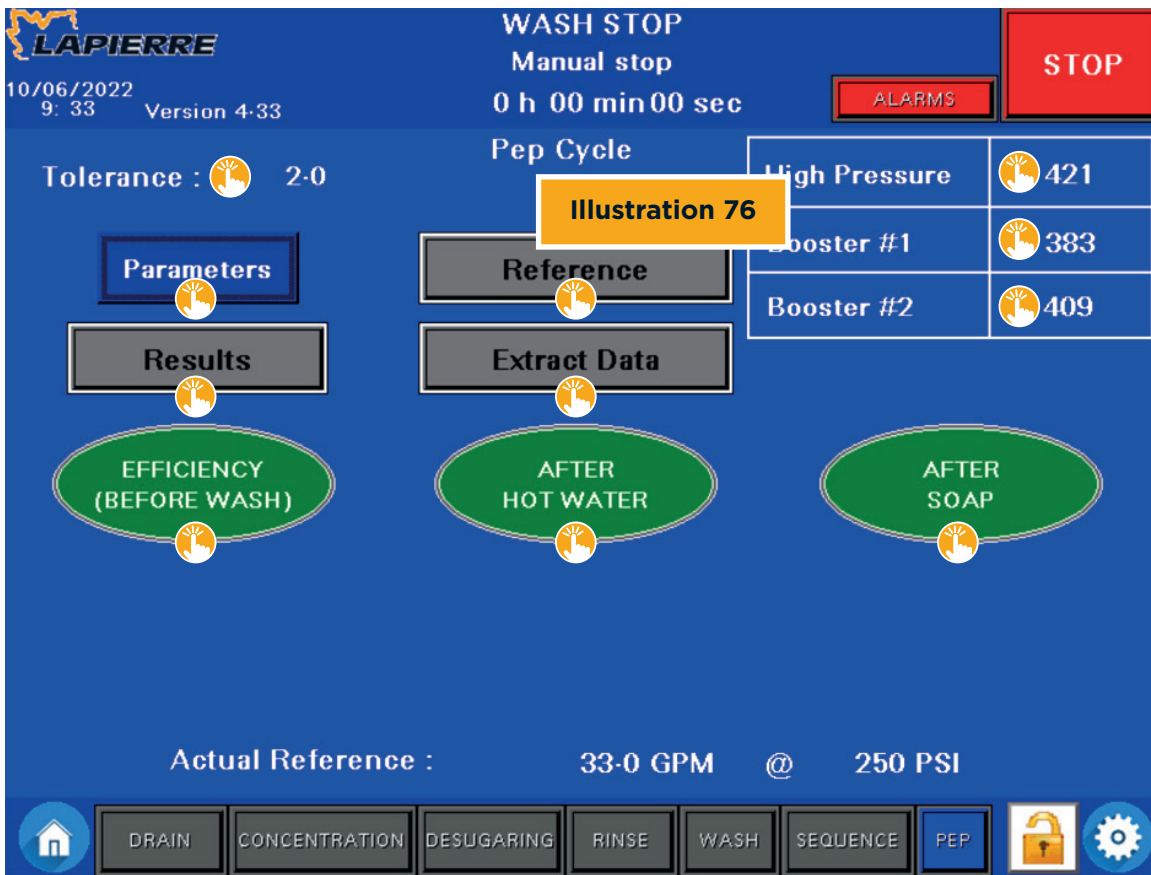 LAPIERRE
WASH STOP
Manual stop
0 h 00 min 00 sec
10/06/2022
9: 33 Version 4·33
ALARMS
STOP
Pep Cycle
Tolerance : 2·0
Illustration 76
High Pressure 421
Booster #1 383
Booster #2 409
Parameters
Reference
Results
Extract Data
EFFICIENCY
(BEFORE WASH)
AFTER
HOT WATER
AFTER
SOAP
Actual Reference : 33·0 GPM @ 250 PSI
DRAIN CONCENTRATION DESUGARING RINSE WASH SEQUENCE PEP